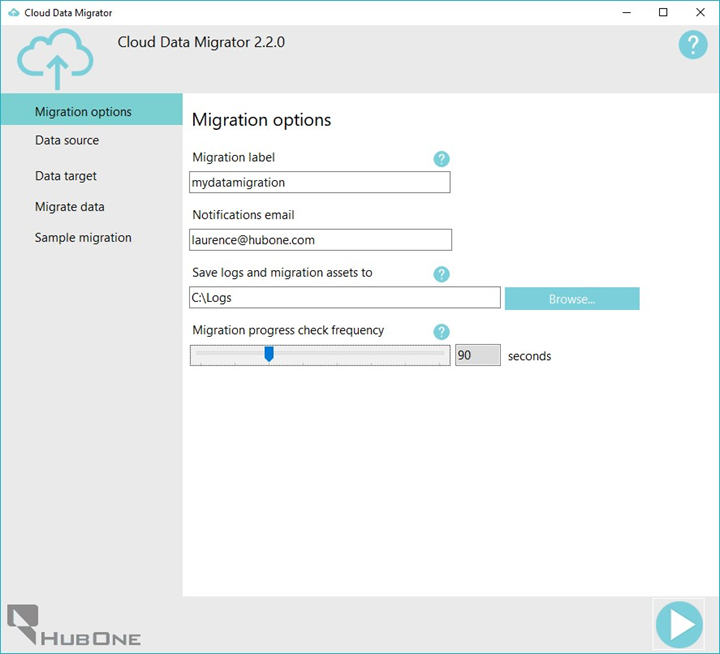 Cloud Data Migrator
Cloud Data Migrator 2.2.0
?
Migration options
Data source
Data target
Migrate data
Sample migration
Migration options
Migration label ?
mydatamigration
Notifications email
laurence@hubone.com
Save logs and migration assets to ?
C:\Logs Browse...
Migration progress check frequency ?
90 seconds
HUBONE